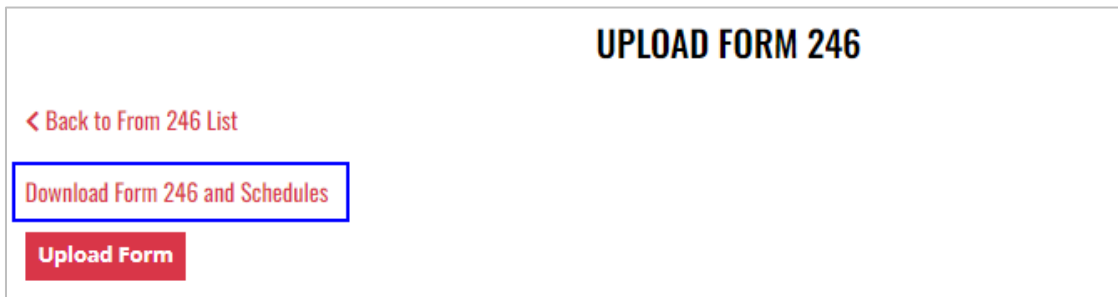 UPLOAD FORM 246
Back to From 246 List
Download Form 246 and Schedules
Upload Form